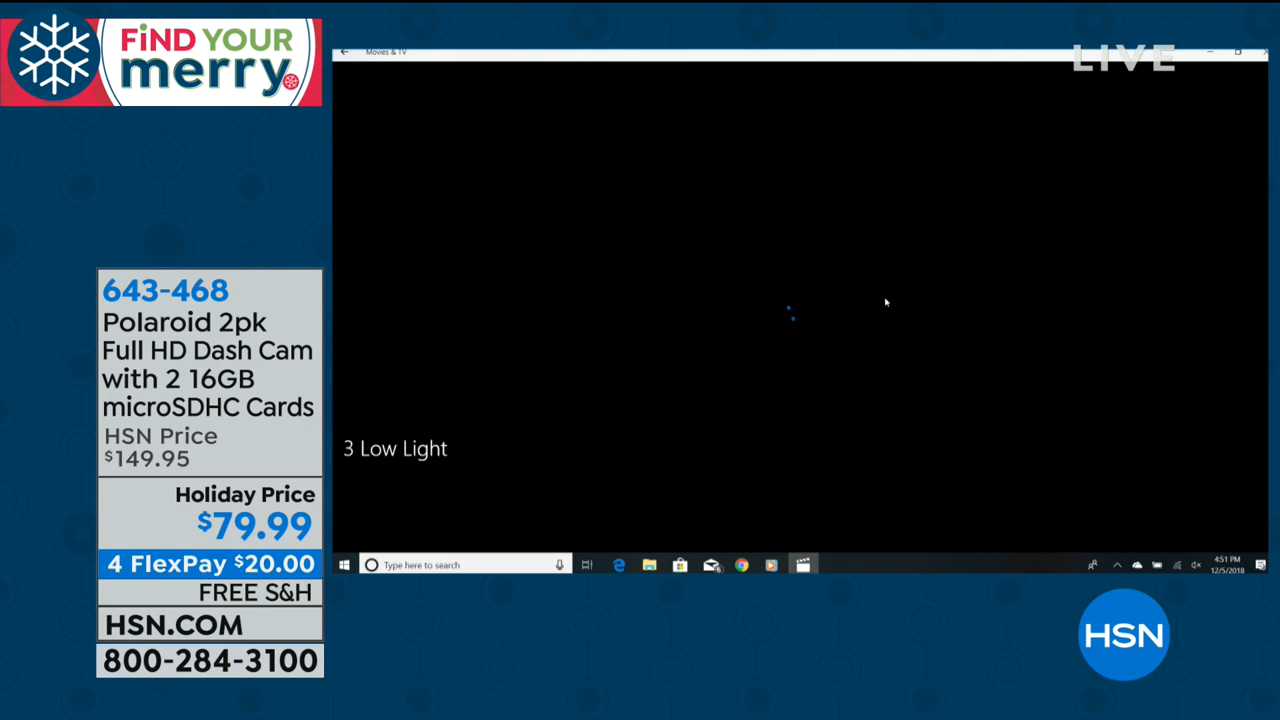 FiND YOUR
merry.
Movies & TV
LIVE
643-468
Polaroid 2pk
Full HD Dash Cam
with 2 16GB
microSDHC Cards
HSN Price
$149.95
Holiday Price
$79.99
4 FlexPay $20.00
FREE S&H
HSN.COM
800-284-3100
3 Low Light
Type here to search
4:51 PM
12/5/2018
HSN